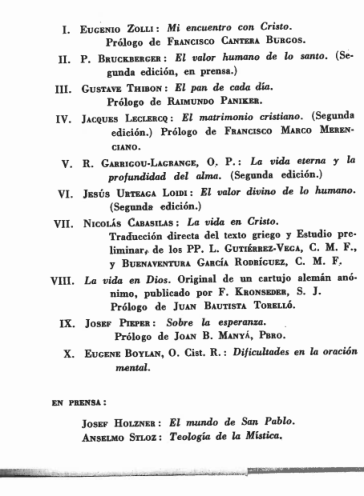 I. Eugenio Zolli: Mi encuentro con Cristo.
Prólogo de Francisco Cantera Burgos.
II. P. Bruckberger: El valor humano de lo santo. (Se-
gunda edición, en prensa.)
III. Gustave Thibon: El pan de cada día.
Prólogo de Raimundo Paniker.
IV. Jacques Leclercq: El matrimonio cristiano. (Segunda
edición.) Prólogo de Francisco Marco Meren-
ciano.
V. R. Garrigou-Lagrange, O. P.: La vida eterna y la
profundidad del alma. (Segunda edición.)
VI. Jesús Urteaga Loidi: El valor divino de lo humano.
(Segunda edición.)
VII. Nicolás Cabasilas: La vida en Cristo.
Traducción directa del texto griego y Estudio pre-
liminar, de los PP. L. Gutiérrez-Vega, C. M. F.,
y Buenaventura García Rodríguez, C. M. F.
VIII. La vida en Dios. Original de un cartujo alemán anó-
nimo, publicado por F. Kronseder, S. J.
Prólogo de Juan Bautista Torelló.
IX. Josef Pieper: Sobre la esperanza.
Prólogo de Joan B. Manyá, Pbro.
X. Eugene Boylan, O. Cist. R.: Dificultades en la oración
mental.
EN PRENSA:
Josef Holzner: El mundo de San Pablo.
Anselmo Stloz: Teología de la Mística.